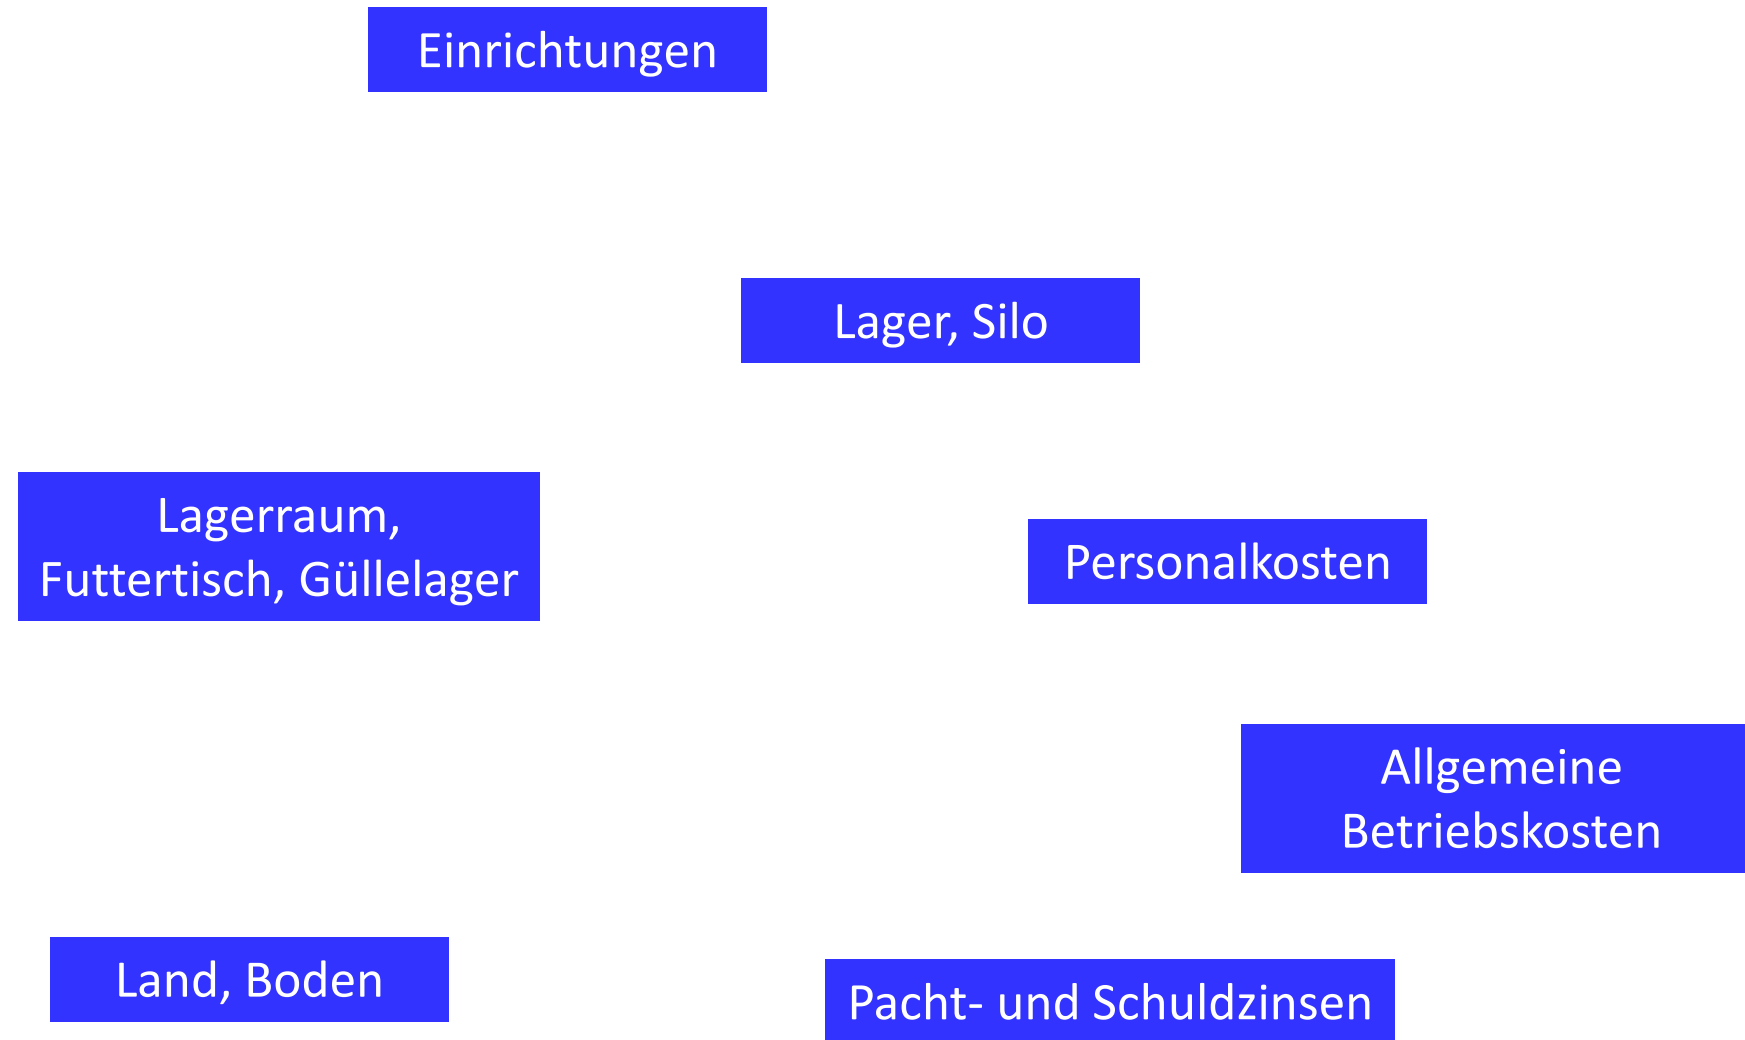 Einrichtungen
Lager, Silo
Lagerraum,
Futtertisch, Güllelager
Personalkosten
Allgemeine
Betriebskosten
Land, Boden
Pacht- und Schuldzinsen